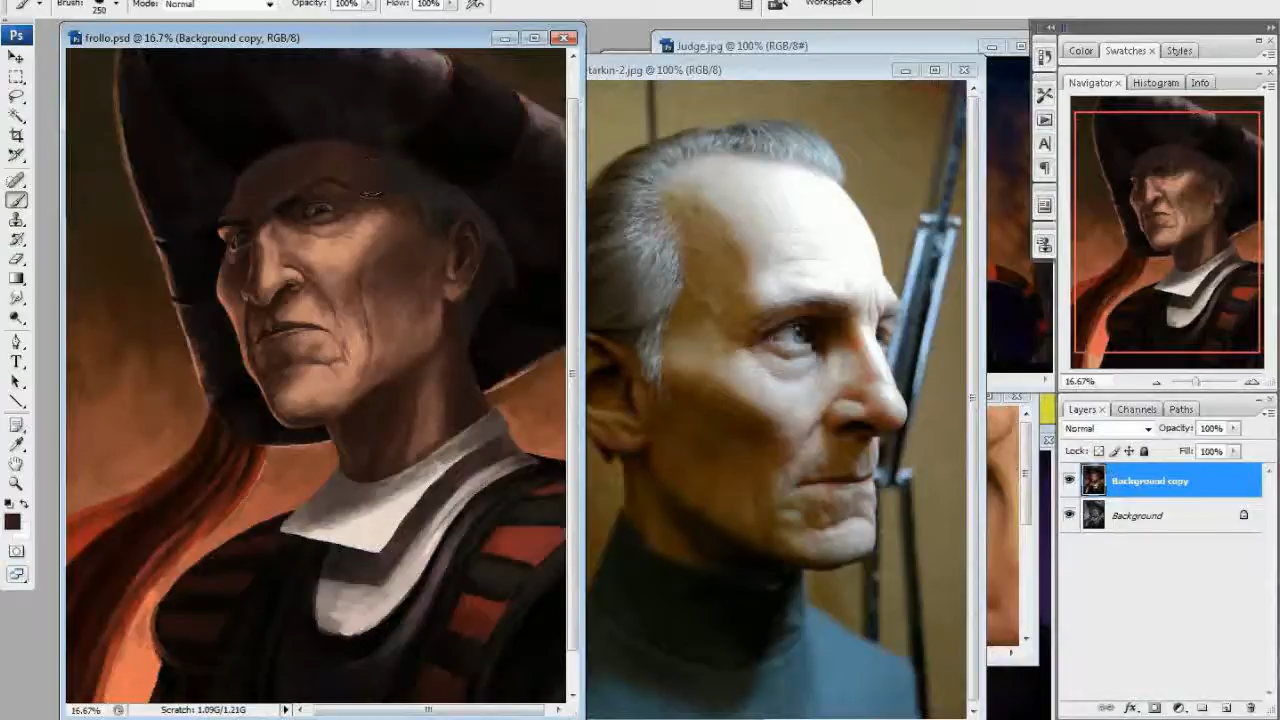 Brush: 250 Mode: Normal Opacity: 100% Flow: 100% Workspace
Ps
frollo.psd @ 16.7% (Background copy, RGB/8)
Judge.jpg @ 100% (RGB/8#)
tarkin-2.jpg @ 100% (RGB/8)
Color Swatches × Styles
Navigator × Histogram Info
16.67%
Layers × Channels Paths
Normal Opacity: 100%
Lock: Fill: 100%
Background copy
Background
16.67% Scratch: 1.09G/1.21G